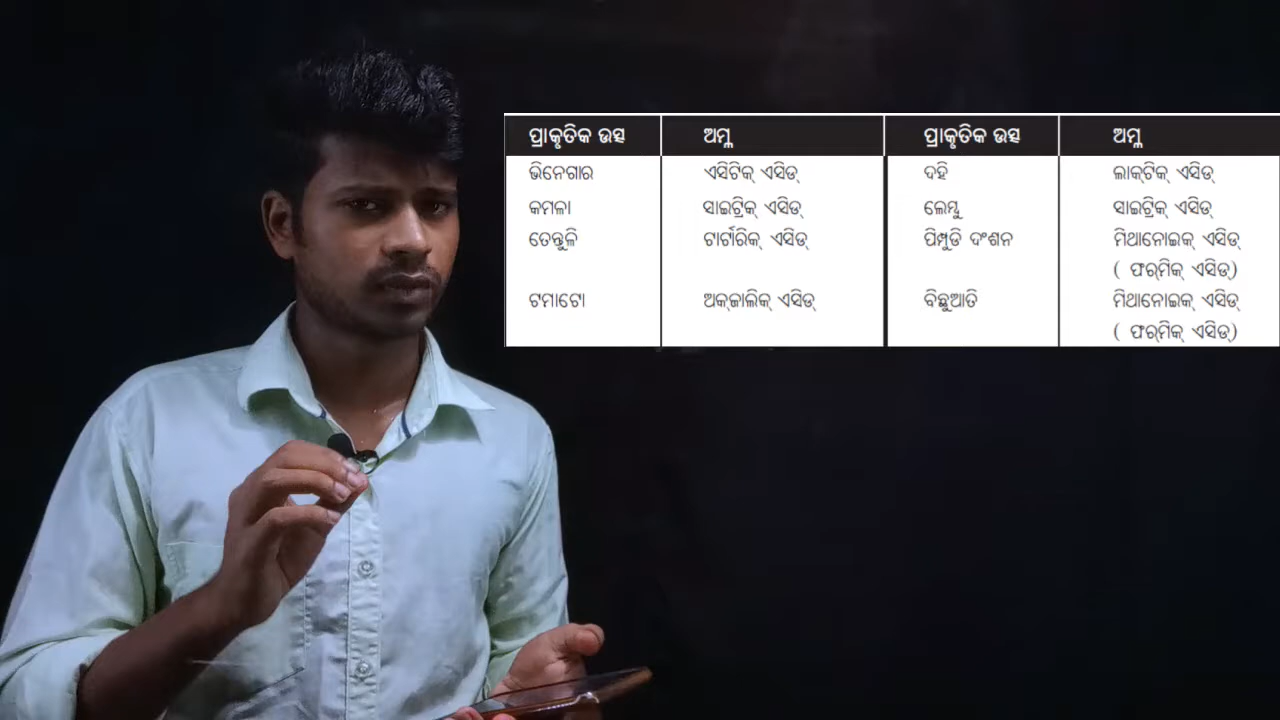 ପ୍ରାକୃତିକ ଉତ୍ସ ଅମ୍ଳ ପ୍ରାକୃତିକ ଉତ୍ସ ଅମ୍ଳ
ଭିନେଗାର ଏସିଟିକ୍ ଏସିଡ୍ ଦହି ଲାକ୍‌ଟିକ୍ ଏସିଡ୍
କମଳା ସାଇଟ୍ରିକ୍ ଏସିଡ୍ ଲେମ୍ବୁ ସାଇଟ୍ରିକ୍ ଏସିଡ୍
ତେନ୍ତୁଳି ଟାର୍ଟାରିକ୍ ଏସିଡ୍ ପିମ୍ପୁଡି ଦଂଶନ ମିଥାନୋଇକ୍ ଏସିଡ୍
( ଫର୍‌ମିକ୍ ଏସିଡ୍)
ଟମାଟୋ ଅକ୍‌ଜାଲିକ୍ ଏସିଡ୍ ବିଛୁଆତି ମିଥାନୋଇକ୍ ଏସିଡ୍
( ଫର୍‌ମିକ୍ ଏସିଡ୍)